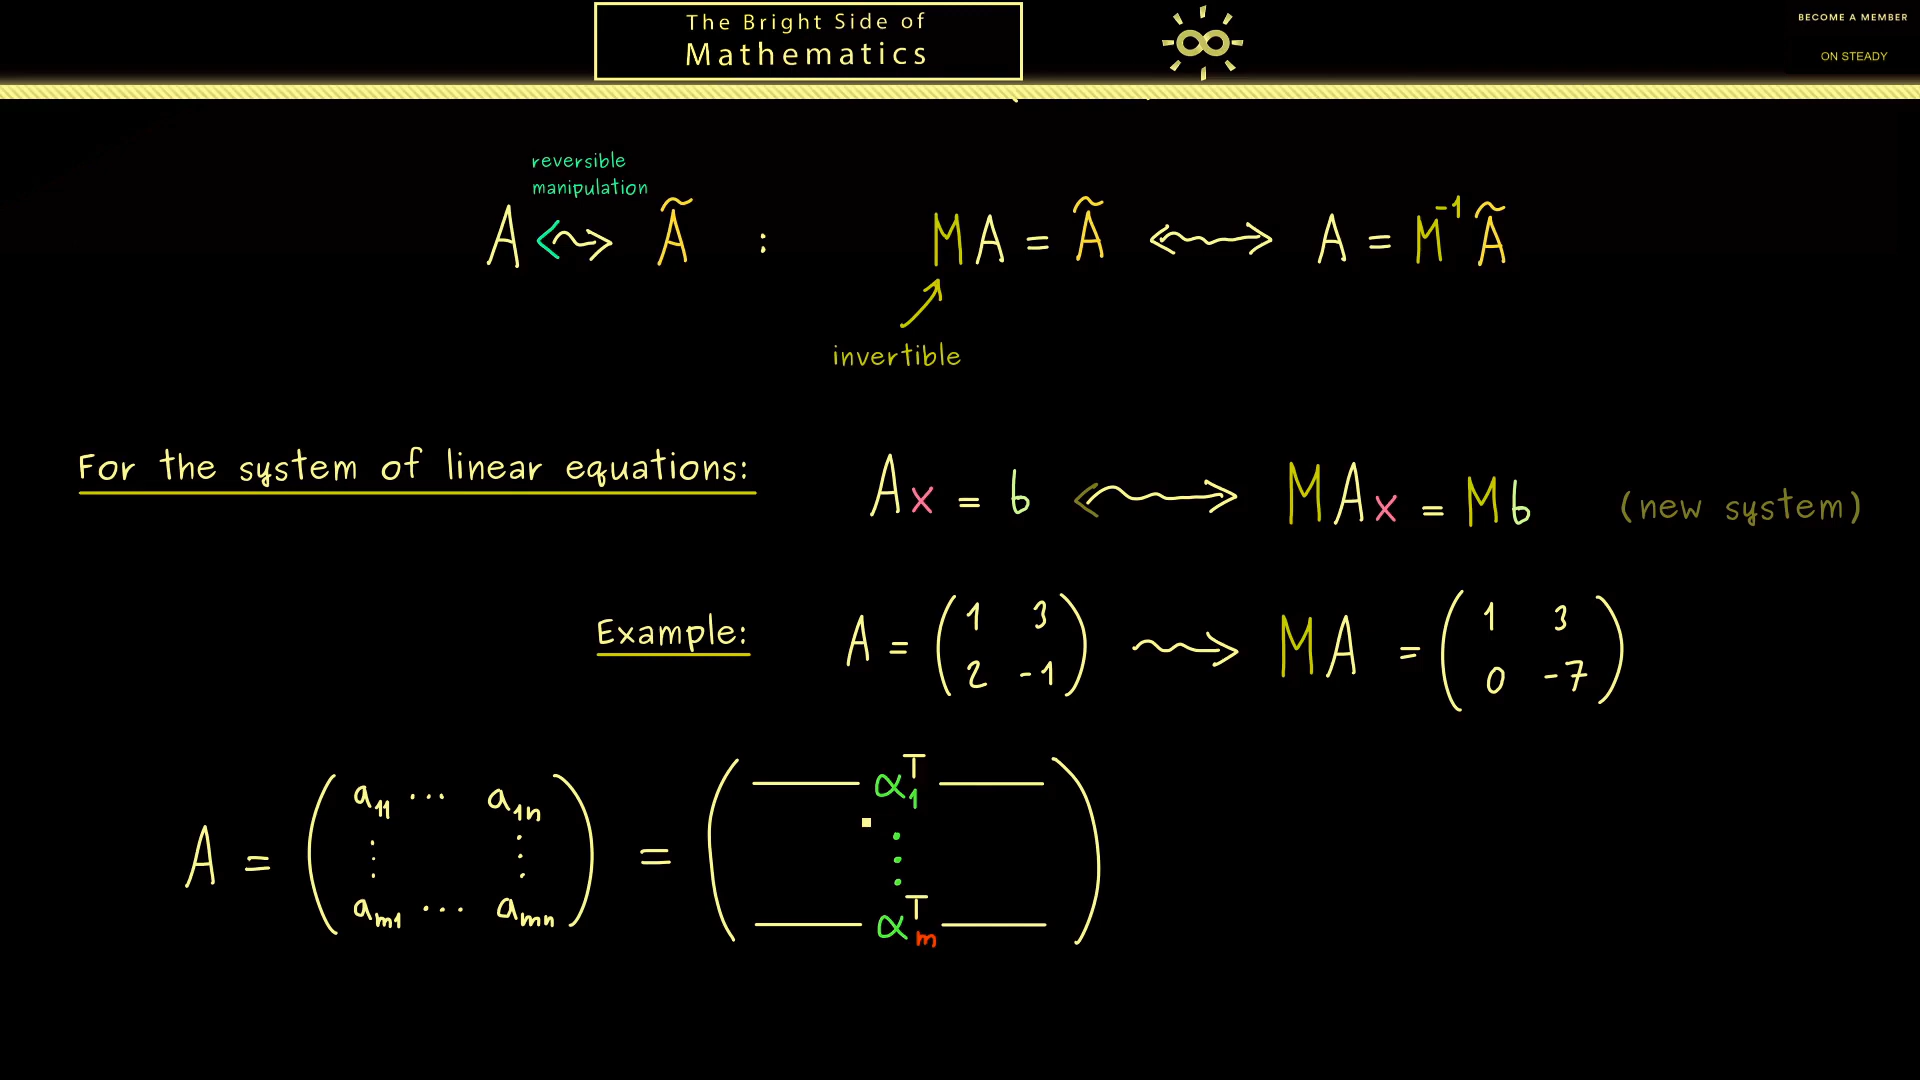 The Bright Side of
Mathematics
BECOME A MEMBER
ON STEADY
reversible
manipulation
A ⟷ Ã : MA = Ã ⟷ A = M⁻¹Ã
invertible
For the system of linear equations: Ax = b ⟷ MAx = Mb (new system)
Example: A = ( 1 3 ; 2 -1 ) ⟿ MA = ( 1 3 ; 0 -7 )
A = ( a₁₁ ⋯ a₁ₙ ; ⋮ ⋮ ; aₘ₁ ⋯ aₘₙ ) = ( — α₁ᵀ — ; ⋮ ; — αₘᵀ — )